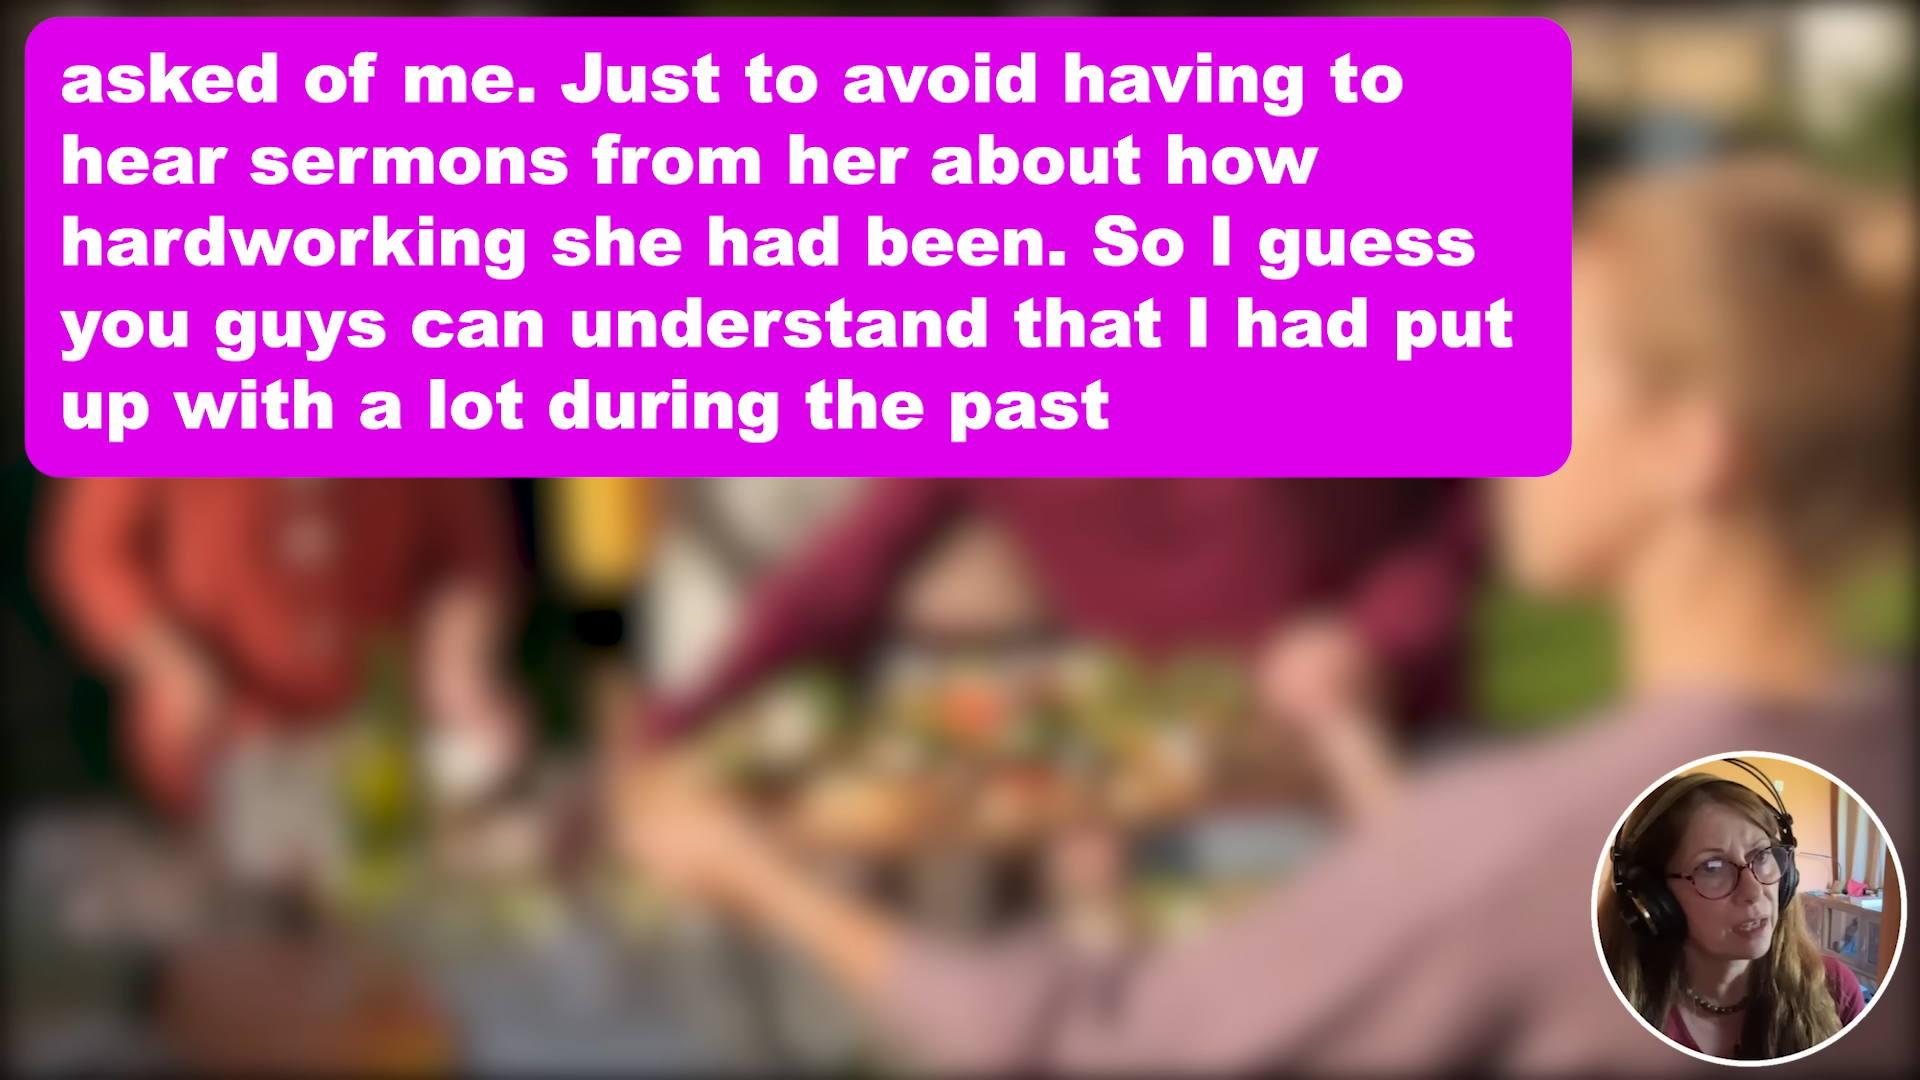 asked of me. Just to avoid having to
hear sermons from her about how
hardworking she had been. So I guess
you guys can understand that I had put
up with a lot during the past